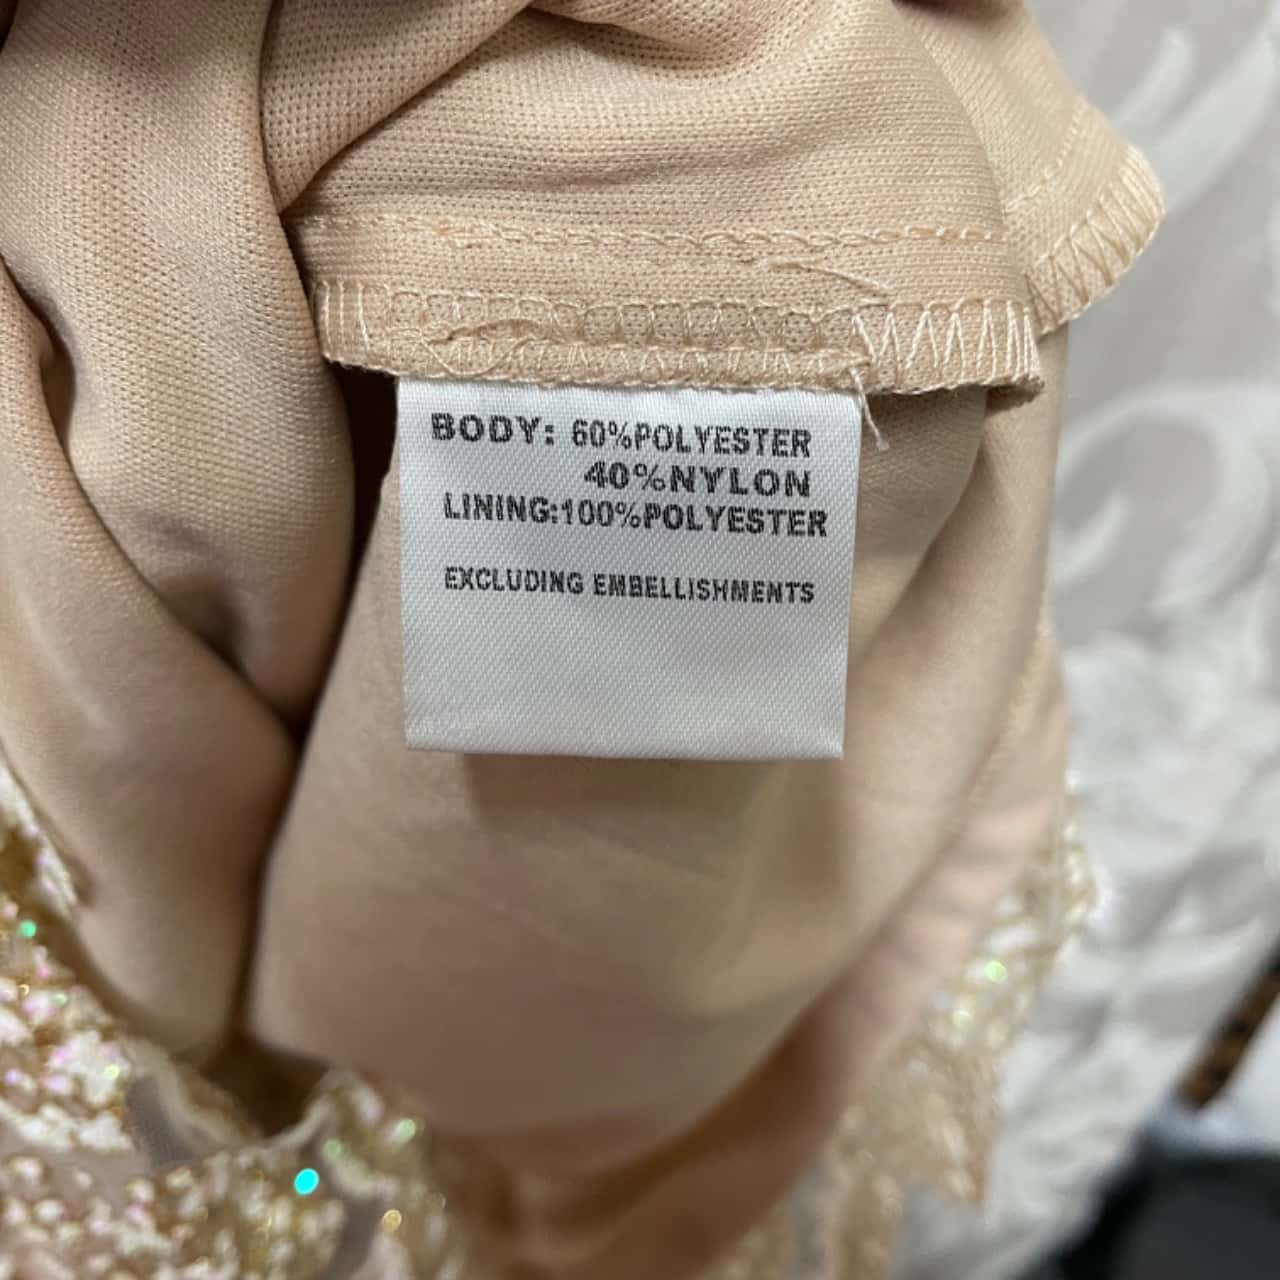 BODY: 60%POLYESTER
40%NYLON
LINING:100%POLYESTER
EXCLUDING EMBELLISHMENTS